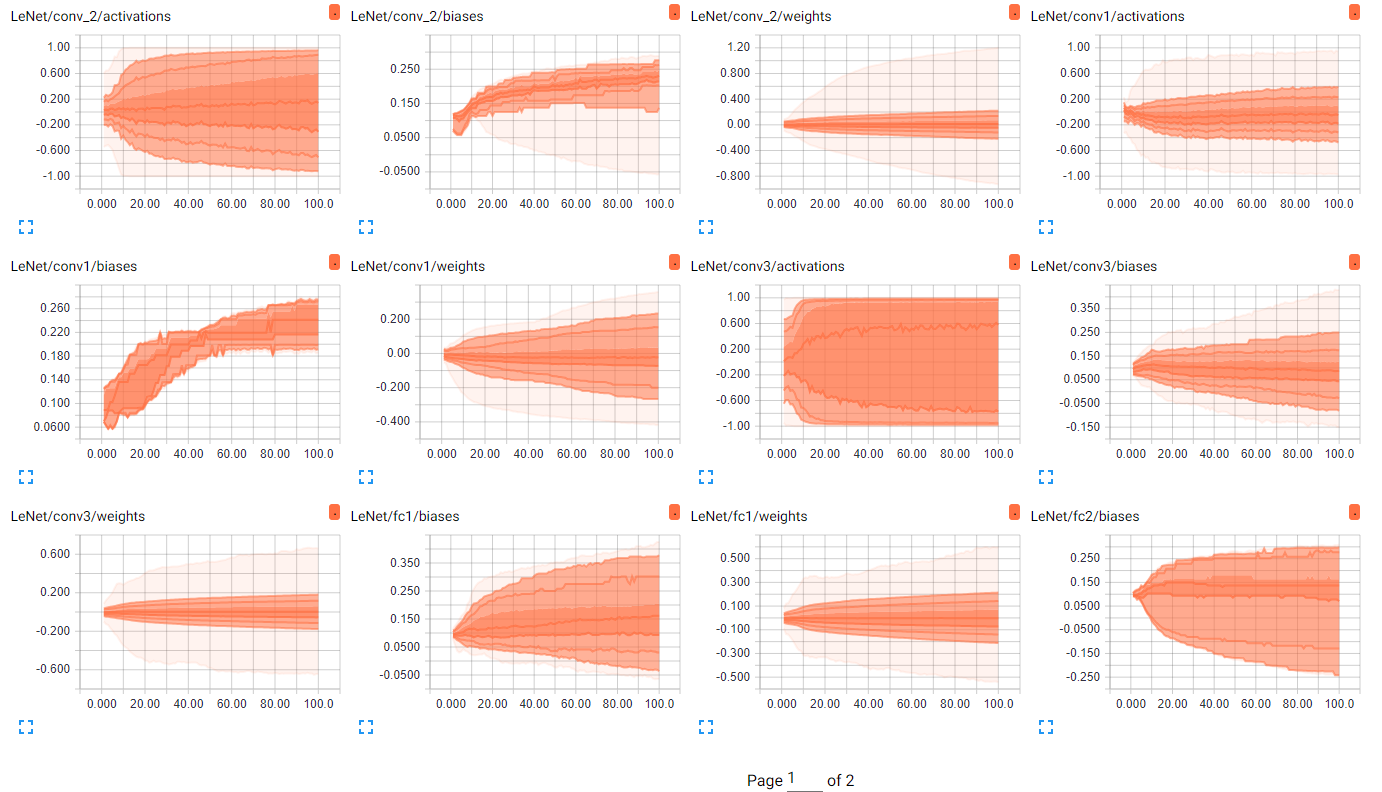 LeNet/conv_2/activations
1.00
0.600
0.200
-0.200
-0.600
-1.00
0.000 20.00 40.00 60.00 80.00 100.0
LeNet/conv_2/biases
0.250
0.150
0.0500
-0.0500
0.000 20.00 40.00 60.00 80.00 100.0
LeNet/conv_2/weights
1.20
0.800
0.400
0.00
-0.400
-0.800
0.000 20.00 40.00 60.00 80.00 100.0
LeNet/conv1/activations
1.00
0.600
0.200
-0.200
-0.600
-1.00
0.000 20.00 40.00 60.00 80.00 100.0
LeNet/conv1/biases
0.260
0.220
0.180
0.140
0.100
0.0600
0.000 20.00 40.00 60.00 80.00 100.0
LeNet/conv1/weights
0.200
0.00
-0.200
-0.400
0.000 20.00 40.00 60.00 80.00 100.0
LeNet/conv3/activations
1.00
0.600
0.200
-0.200
-0.600
-1.00
0.000 20.00 40.00 60.00 80.00 100.0
LeNet/conv3/biases
0.350
0.250
0.150
0.0500
-0.0500
-0.150
0.000 20.00 40.00 60.00 80.00 100.0
LeNet/conv3/weights
0.600
0.200
-0.200
-0.600
0.000 20.00 40.00 60.00 80.00 100.0
LeNet/fc1/biases
0.350
0.250
0.150
0.0500
-0.0500
0.000 20.00 40.00 60.00 80.00 100.0
LeNet/fc1/weights
0.500
0.300
0.100
-0.100
-0.300
-0.500
0.000 20.00 40.00 60.00 80.00 100.0
LeNet/fc2/biases
0.250
0.150
0.0500
-0.0500
-0.150
-0.250
0.000 20.00 40.00 60.00 80.00 100.0
Page 1 of 2